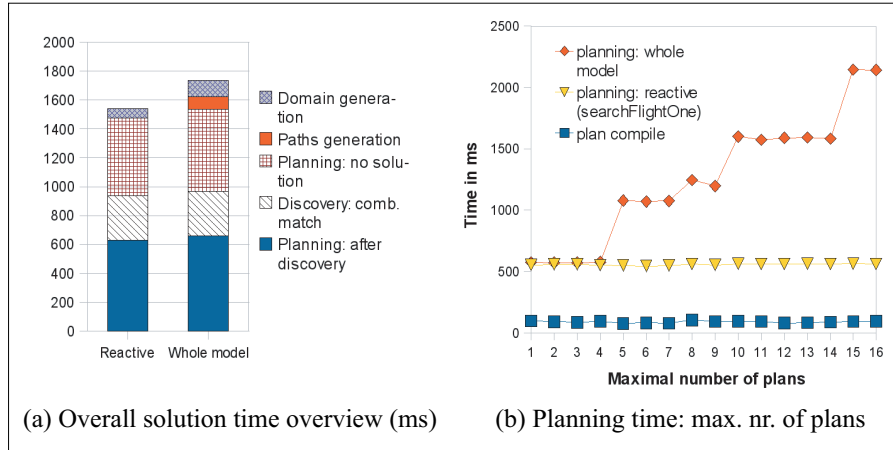 2000
1800
1600
1400
1200
1000
800
600
400
200
0
Reactive Whole model
Domain genera-
tion
Paths generation
Planning: no solu-
tion
Discovery: comb.
match
Planning: after
discovery
(a) Overall solution time overview (ms)
2500
2000
1500
1000
500
0
Time in ms
planning: whole
model
planning: reactive
(searchFlightOne)
plan compile
1 2 3 4 5 6 7 8 9 10 11 12 13 14 15 16
Maximal number of plans
(b) Planning time: max. nr. of plans